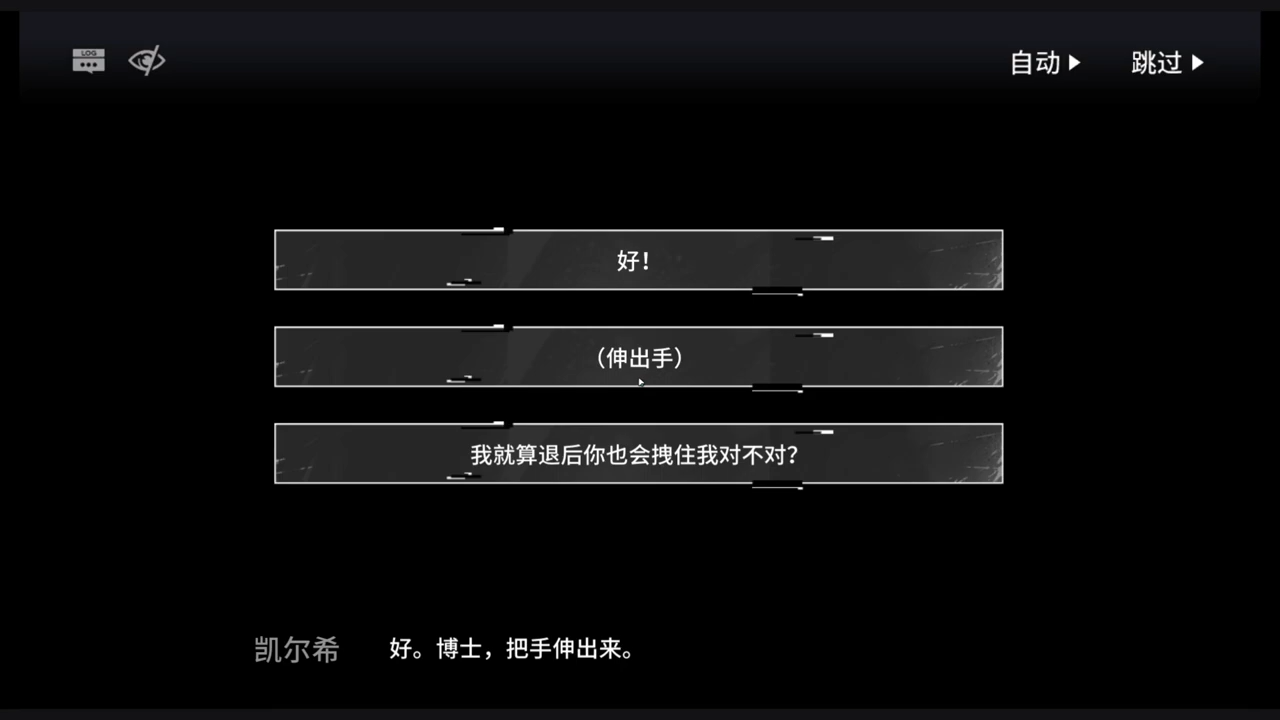 LOG
自动
跳过
好！
（伸出手）
我就算退后你也会拽住我对不对？
凯尔希 好。博士，把手伸出来。